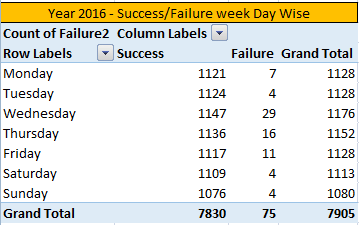 Year 2016 - Success/Failure week Day Wise
Count of Failure2 Column Labels
Row Labels Success Failure Grand Total
Monday 1121 7 1128
Tuesday 1124 4 1128
Wednesday 1147 29 1176
Thursday 1136 16 1152
Friday 1117 11 1128
Saturday 1109 4 1113
Sunday 1076 4 1080
Grand Total 7830 75 7905